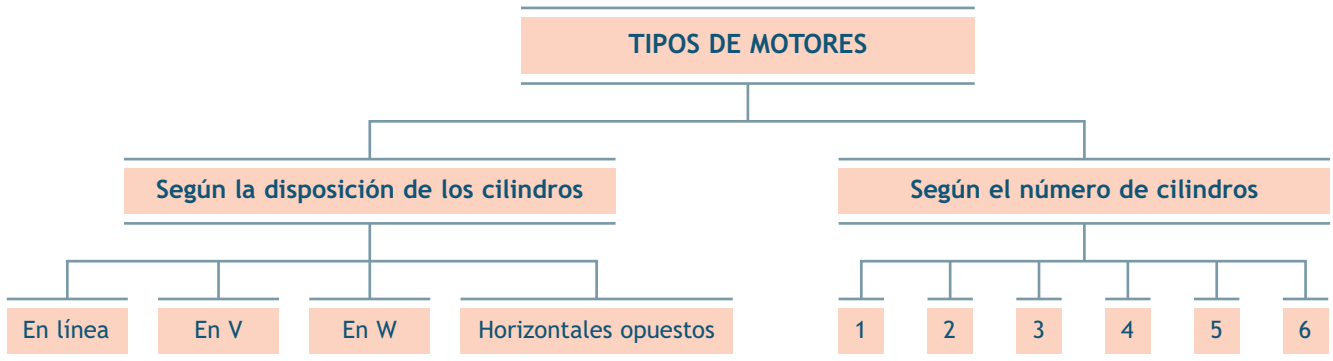 TIPOS DE MOTORES
Según la disposición de los cilindros
Según el número de cilindros
En línea
En V
En W
Horizontales opuestos
1
2
3
4
5
6